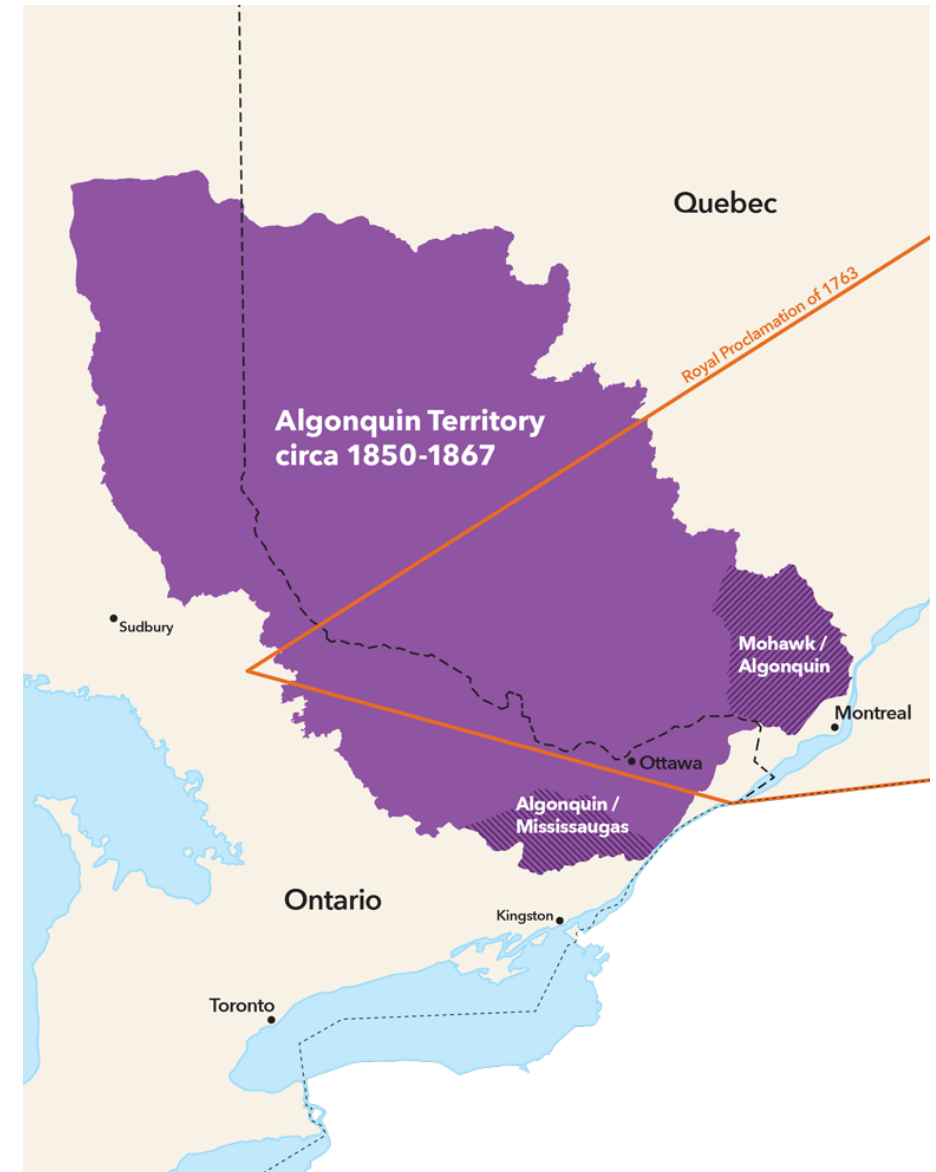 Quebec
Royal Proclamation of 1763
Algonquin Territory
circa 1850-1867
Sudbury
Mohawk /
Algonquin
Montreal
Ottawa
Algonquin /
Mississaugas
Ontario
Kingston
Toronto